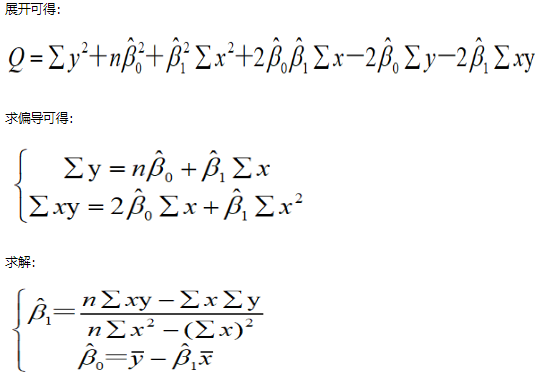 展开可得:
Q=∑y²+nβ̂₀²+β̂₁²∑x²+2β̂₀β̂₁∑x−2β̂₀∑y−2β̂₁∑xy
求偏导可得:
{ ∑y = nβ̂₀ + β̂₁∑x
∑xy = 2β̂₀∑x + β̂₁∑x²
求解:
{ β̂₁ = (n∑xy − ∑x∑y) / (n∑x² − (∑x)²)
β̂₀ = y̅ − β̂₁x̅